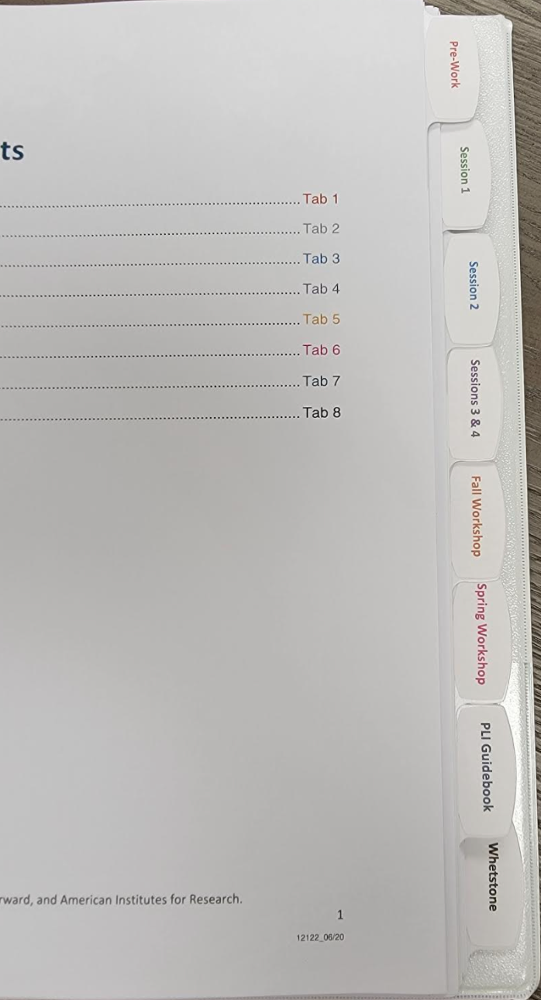 ts
Tab 1
Tab 2
Tab 3
Tab 4
Tab 5
Tab 6
Tab 7
Tab 8
rward, and American Institutes for Research.
1
12122_06/20
Pre-Work
Session 1
Session 2
Sessions 3 & 4
Fall Workshop
Spring Workshop
PLI Guidebook
Whetstone